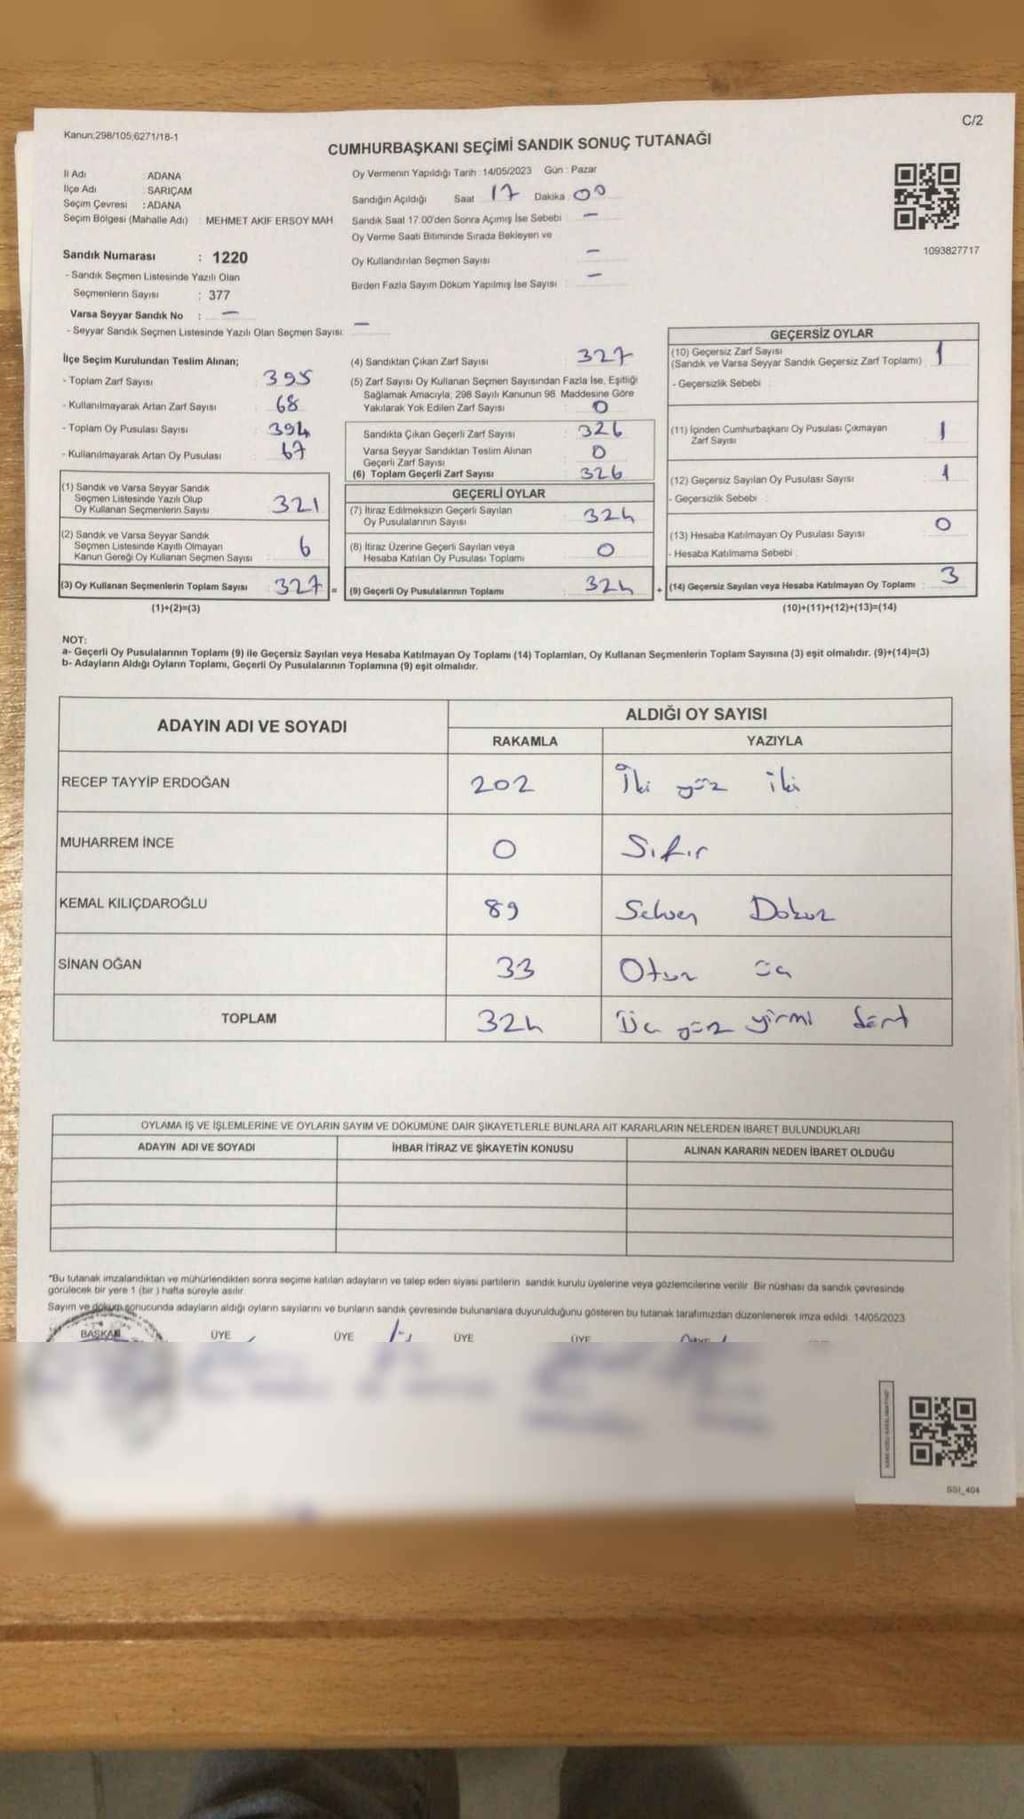 Kanun;298/105;6271/18-1
C/2
CUMHURBAŞKANI SEÇİMİ SANDIK SONUÇ TUTANAĞI
İl Adı : ADANA
İlçe Adı : SARIÇAM
Seçim Çevresi : ADANA
Seçim Bölgesi (Mahalle Adı) : MEHMET AKİF ERSOY MAH
Oy Vermenin Yapıldığı Tarih : 14/05/2023 Gün : Pazar
Sandığın Açıldığı Saat 17 Dakika 00
Sandık Saat 17.00'den Sonra Açımış İse Sebebi : –
Oy Verme Saati Bitiminde Sırada Bekleyen ve
Oy Kullandırılan Seçmen Sayısı : –
Birden Fazla Sayım Döküm Yapılmış İse Sayısı : –
1093827717
Sandık Numarası : 1220
- Sandık Seçmen Listesinde Yazılı Olan
Seçmenlerin Sayısı : 377
Varsa Seyyar Sandık No : –
- Seyyar Sandık Seçmen Listesinde Yazılı Olan Seçmen Sayısı: –
İlçe Seçim Kurulundan Teslim Alınan;
- Toplam Zarf Sayısı : 395
- Kullanılmayarak Artan Zarf Sayısı : 68
- Toplam Oy Pusulası Sayısı : 394
- Kullanılmayarak Artan Oy Pusulası : 67
(1) Sandık ve Varsa Seyyar Sandık
Seçmen Listesinde Yazılı Olup
Oy Kullanan Seçmenlerin Sayısı 321
(2) Sandık ve Varsa Seyyar Sandık
Seçmen Listesinde Kayıtlı Olmayan
Kanun Gereği Oy Kullanan Seçmen Sayısı 6
(3) Oy Kullanan Seçmenlerin Toplam Sayısı 327 =
(1)+(2)=(3)
(4) Sandıktan Çıkan Zarf Sayısı : 327
(5) Zarf Sayısı Oy Kullanan Seçmen Sayısından Fazla İse, Eşitliği
Sağlamak Amacıyla, 298 Sayılı Kanunun 98. Maddesine Göre
Yakılarak Yok Edilen Zarf Sayısı : 0
Sandıkta Çıkan Geçerli Zarf Sayısı : 326
Varsa Seyyar Sandıktan Teslim Alınan
Geçerli Zarf Sayısı : 0
(6) Toplam Geçerli Zarf Sayısı : 326
GEÇERLİ OYLAR
(7) İtiraz Edilmeksizin Geçerli Sayılan
Oy Pusulalarının Sayısı : 324
(8) İtiraz Üzerine Geçerli Sayılan veya
Hesaba Katılan Oy Pusulası Toplamı : 0
(9) Geçerli Oy Pusulalarının Toplamı : 324 +
GEÇERSİZ OYLAR
(10) Geçersiz Zarf Sayısı
(Sandık ve Varsa Seyyar Sandık Geçersiz Zarf Toplamı) : 1
- Geçersizlik Sebebi :
(11) İçinden Cumhurbaşkanı Oy Pusulası Çıkmayan
Zarf Sayısı : 1
(12) Geçersiz Sayılan Oy Pusulası Sayısı : 1
- Geçersizlik Sebebi :
(13) Hesaba Katılmayan Oy Pusulası Sayısı : 0
- Hesaba Katılmama Sebebi :
(14) Geçersiz Sayılan veya Hesaba Katılmayan Oy Toplamı : 3
(10)+(11)+(12)+(13)=(14)
NOT:
a- Geçerli Oy Pusulalarının Toplamı (9) ile Geçersiz Sayılan veya Hesaba Katılmayan Oy Toplamı (14) Toplamları, Oy Kullanan Seçmenlerin Toplam Sayısına (3) eşit olmalıdır. (9)+(14)=(3)
b- Adayların Aldığı Oyların Toplamı, Geçerli Oy Pusulalarının Toplamına (9) eşit olmalıdır.
ADAYIN ADI VE SOYADI ALDIĞI OY SAYISI
RAKAMLA YAZIYLA
RECEP TAYYİP ERDOĞAN 202 İki yüz iki
MUHARREM İNCE 0 Sıfır
KEMAL KILIÇDAROĞLU 89 Seksen Dokuz
SİNAN OĞAN 33 Otuz üç
TOPLAM 324 Üç yüz yirmi dört
OYLAMA İŞ VE İŞLEMLERİNE VE OYLARIN SAYIM VE DÖKÜMÜNE DAİR ŞİKAYETLERLE BUNLARA AİT KARARLARIN NELERDEN İBARET BULUNDUKLARI
ADAYIN ADI VE SOYADI İHBAR İTİRAZ VE ŞİKAYETİN KONUSU ALINAN KARARIN NEDEN İBARET OLDUĞU
*Bu tutanak imzalandıktan ve mühürlendikten sonra seçime katılan adayların ve talep eden siyasi partilerin sandık kurulu üyelerine veya gözlemcilerine verilir. Bir nüshası da sandık çevresinde
görülecek bir yere 1 (bir) hafta süreyle asılır.
Sayım ve döküm sonucunda adayların aldığı oyların sayılarını ve bunların sandık çevresinde bulunanlara duyurulduğunu gösteren bu tutanak tarafımızdan düzenlenerek imza edildi. 14/05/2023
BAŞKAN ÜYE ÜYE ÜYE ÜYE
SSI_404